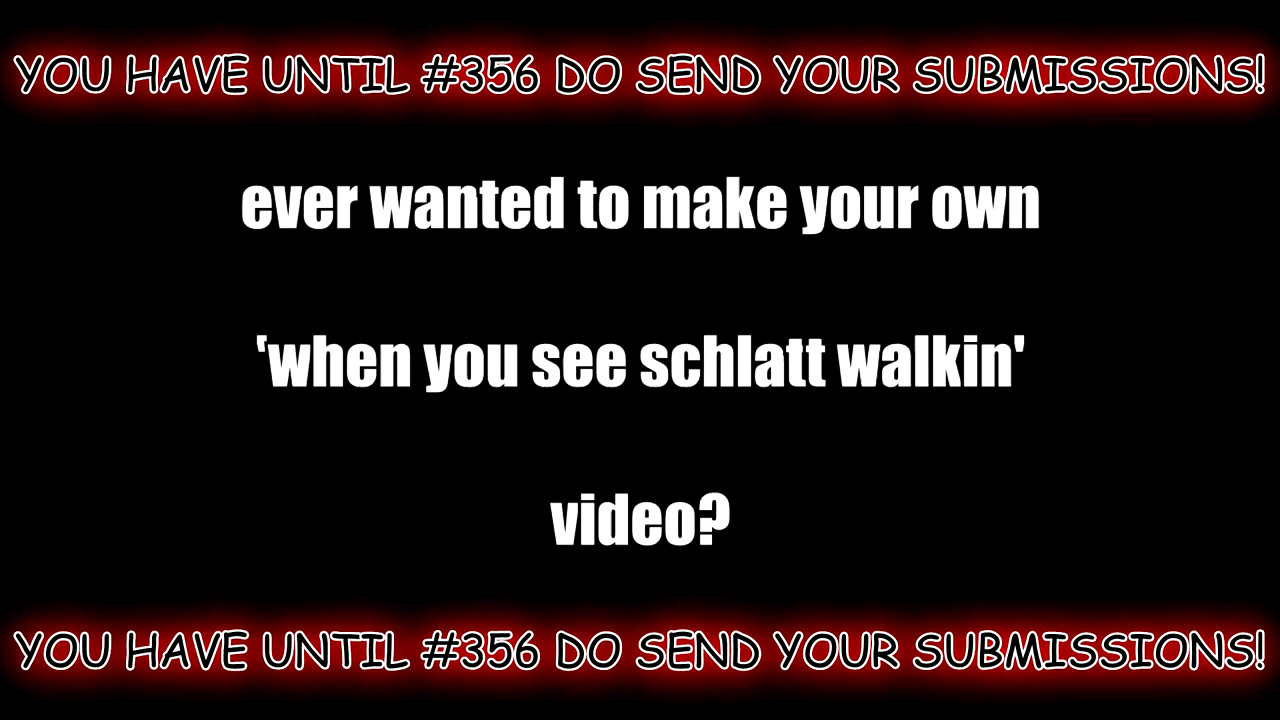 YOU HAVE UNTIL #356 DO SEND YOUR SUBMISSIONS!
ever wanted to make your own
'when you see schlatt walkin'
video?
YOU HAVE UNTIL #356 DO SEND YOUR SUBMISSIONS!